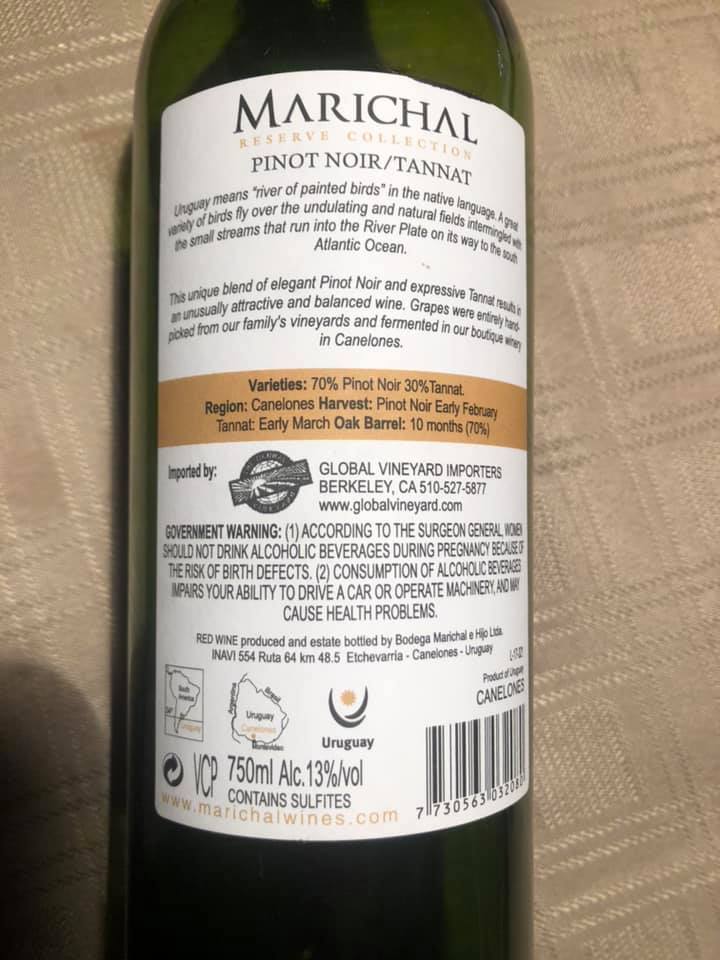 MARICHAL
RESERVE COLLECTION
PINOT NOIR/TANNAT
Uruguay means "river of painted birds" in the native language. A great
variety of birds fly over the undulating and natural fields intermingled with
the small streams that run into the River Plate on its way to the south
Atlantic Ocean.
This unique blend of elegant Pinot Noir and expressive Tannat results in
an unusually attractive and balanced wine. Grapes were entirely hand-
picked from our family's vineyards and fermented in our boutique winery
in Canelones.
Varieties: 70% Pinot Noir 30%Tannat.
Region: Canelones Harvest: Pinot Noir Early February
Tannat: Early March Oak Barrel: 10 months (70%)
Imported by:
GLOBAL VINEYARD IMPORTERS
BERKELEY, CA 510-527-5877
www.globalvineyard.com
GOVERNMENT WARNING: (1) ACCORDING TO THE SURGEON GENERAL, WOMEN
SHOULD NOT DRINK ALCOHOLIC BEVERAGES DURING PREGNANCY BECAUSE OF
THE RISK OF BIRTH DEFECTS. (2) CONSUMPTION OF ALCOHOLIC BEVERAGES
IMPAIRS YOUR ABILITY TO DRIVE A CAR OR OPERATE MACHINERY, AND MAY
CAUSE HEALTH PROBLEMS.
RED WINE produced and estate bottled by Bodega Marichal e Hijo Ltda.
INAVI 554 Ruta 64 km 48.5 Etchevarria - Canelones - Uruguay
Product of Uruguay
CANELONES
South
America
Uruguay
Argentina
Brazil
Uruguay
Canelones
Montevideo
Uruguay
VCP 750ml Alc.13%/vol
CONTAINS SULFITES
www.marichalwines.com
7 730563 032080